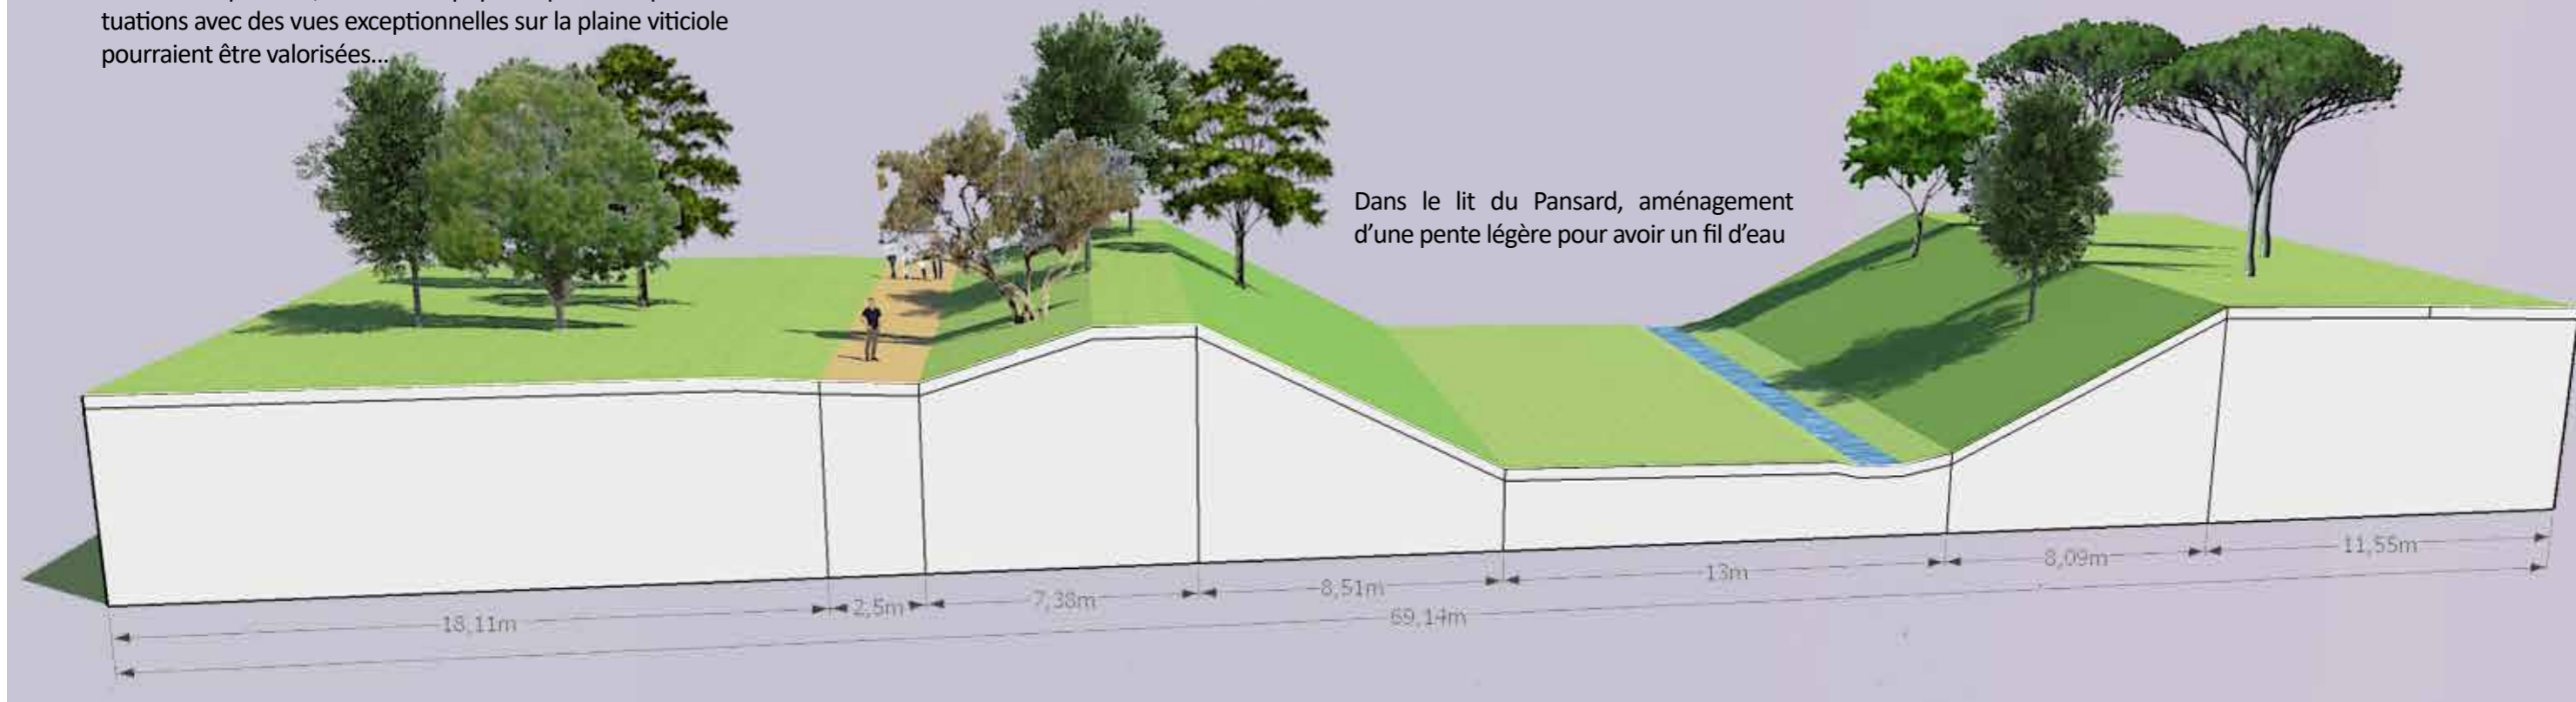 tuations avec des vues exceptionnelles sur la plaine viticiole
pourraient être valorisées...
Dans le lit du Pansard, aménagement
d’une pente légère pour avoir un fil d’eau
18,11m
2,5m
7,38m
8,51m
13m
8,09m
11,55m
69,14m